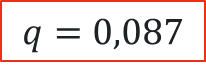 q = 0,087